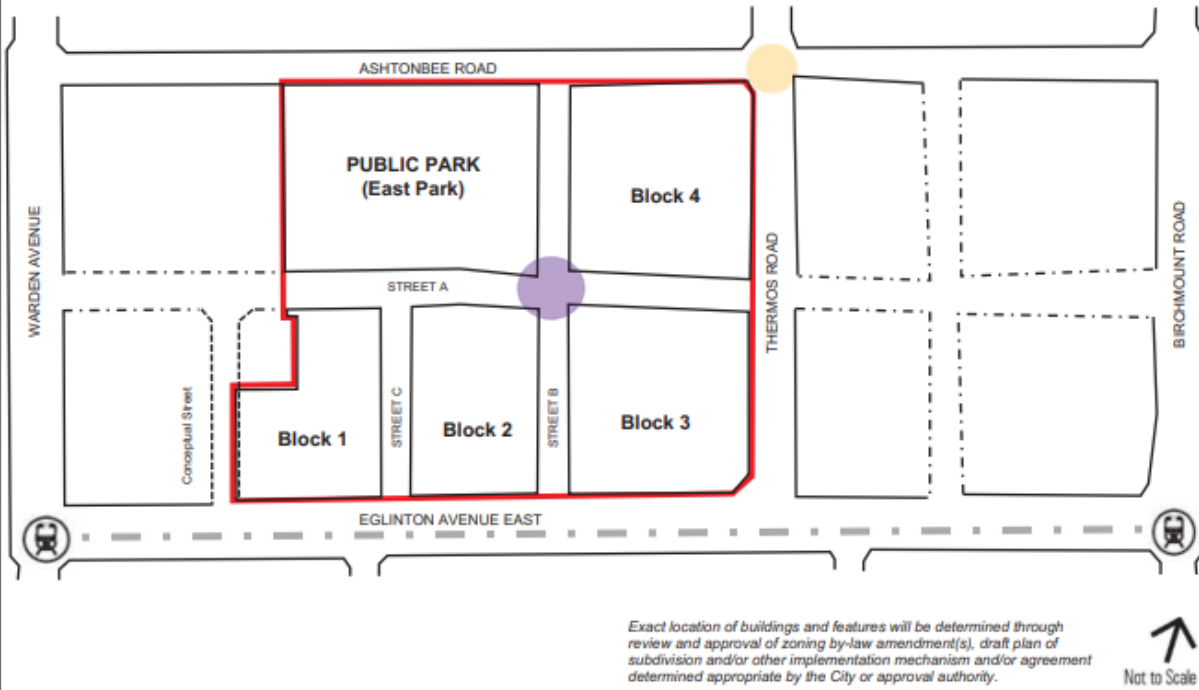 ASHTONBEE ROAD
PUBLIC PARK
(East Park)
Block 4
WARDEN AVENUE
BIRCHMOUNT ROAD
THERMOS ROAD
STREET A
Conceptual Street
Block 1
STREET C
Block 2
STREET B
Block 3
EGLINTON AVENUE EAST
Exact location of buildings and features will be determined through
review and approval of zoning by-law amendment(s), draft plan of
subdivision and/or other implementation mechanism and/or agreement
determined appropriate by the City or approval authority.
Not to Scale